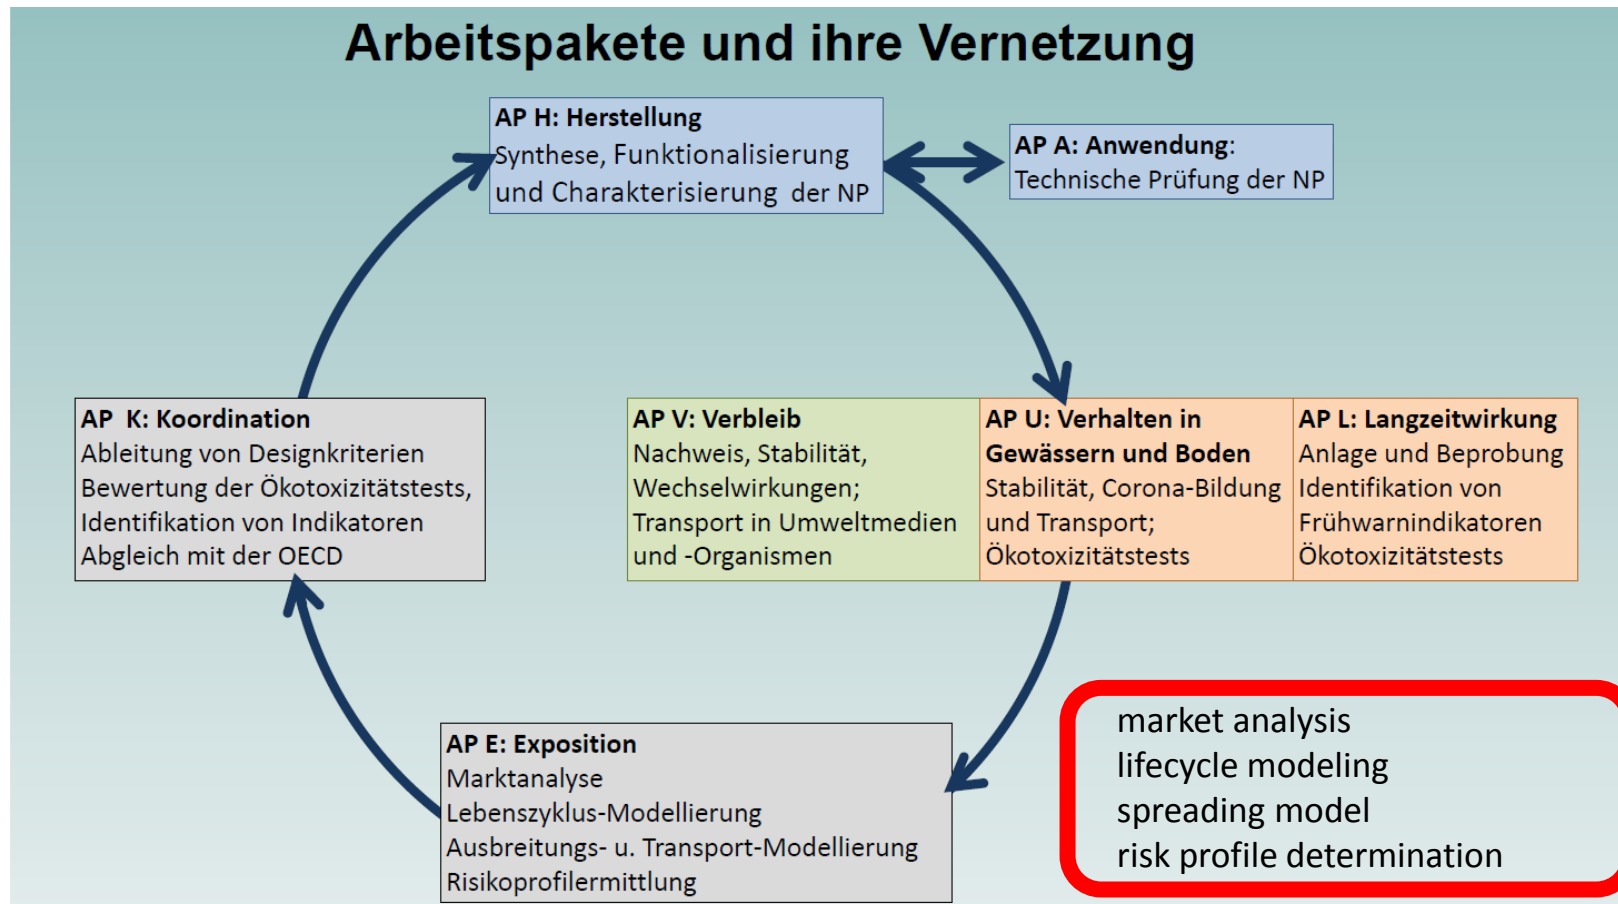 Arbeitspakete und ihre Vernetzung
AP H: Herstellung
Synthese, Funktionalisierung
und Charakterisierung der NP
AP A: Anwendung:
Technische Prüfung der NP
AP K: Koordination
Ableitung von Designkriterien
Bewertung der Ökotoxizitätstests,
Identifikation von Indikatoren
Abgleich mit der OECD
AP V: Verbleib
Nachweis, Stabilität,
Wechselwirkungen;
Transport in Umweltmedien
und -Organismen
AP U: Verhalten in
Gewässern und Boden
Stabilität, Corona-Bildung
und Transport;
Ökotoxizitätstests
AP L: Langzeitwirkung
Anlage und Beprobung
Identifikation von
Frühwarnindikatoren
Ökotoxizitätstests
AP E: Exposition
Marktanalyse
Lebenszyklus-Modellierung
Ausbreitungs- u. Transport-Modellierung
Risikoprofilermittlung
market analysis
lifecycle modeling
spreading model
risk profile determination